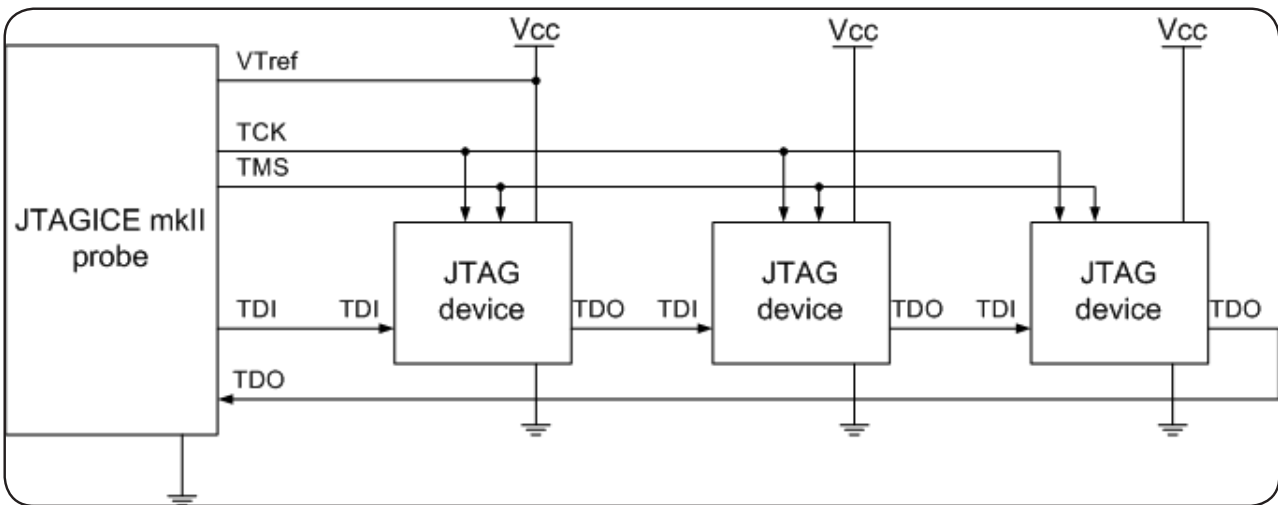 Vcc Vcc Vcc
VTref
TCK
TMS
JTAGICE mkII
probe
JTAG
device
JTAG
device
JTAG
device
TDI TDI TDO TDI TDO TDI TDO
TDO